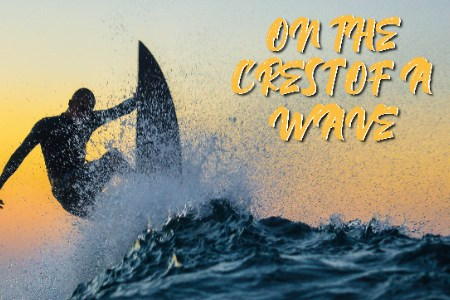 ON THE
CREST OF A
WAVE